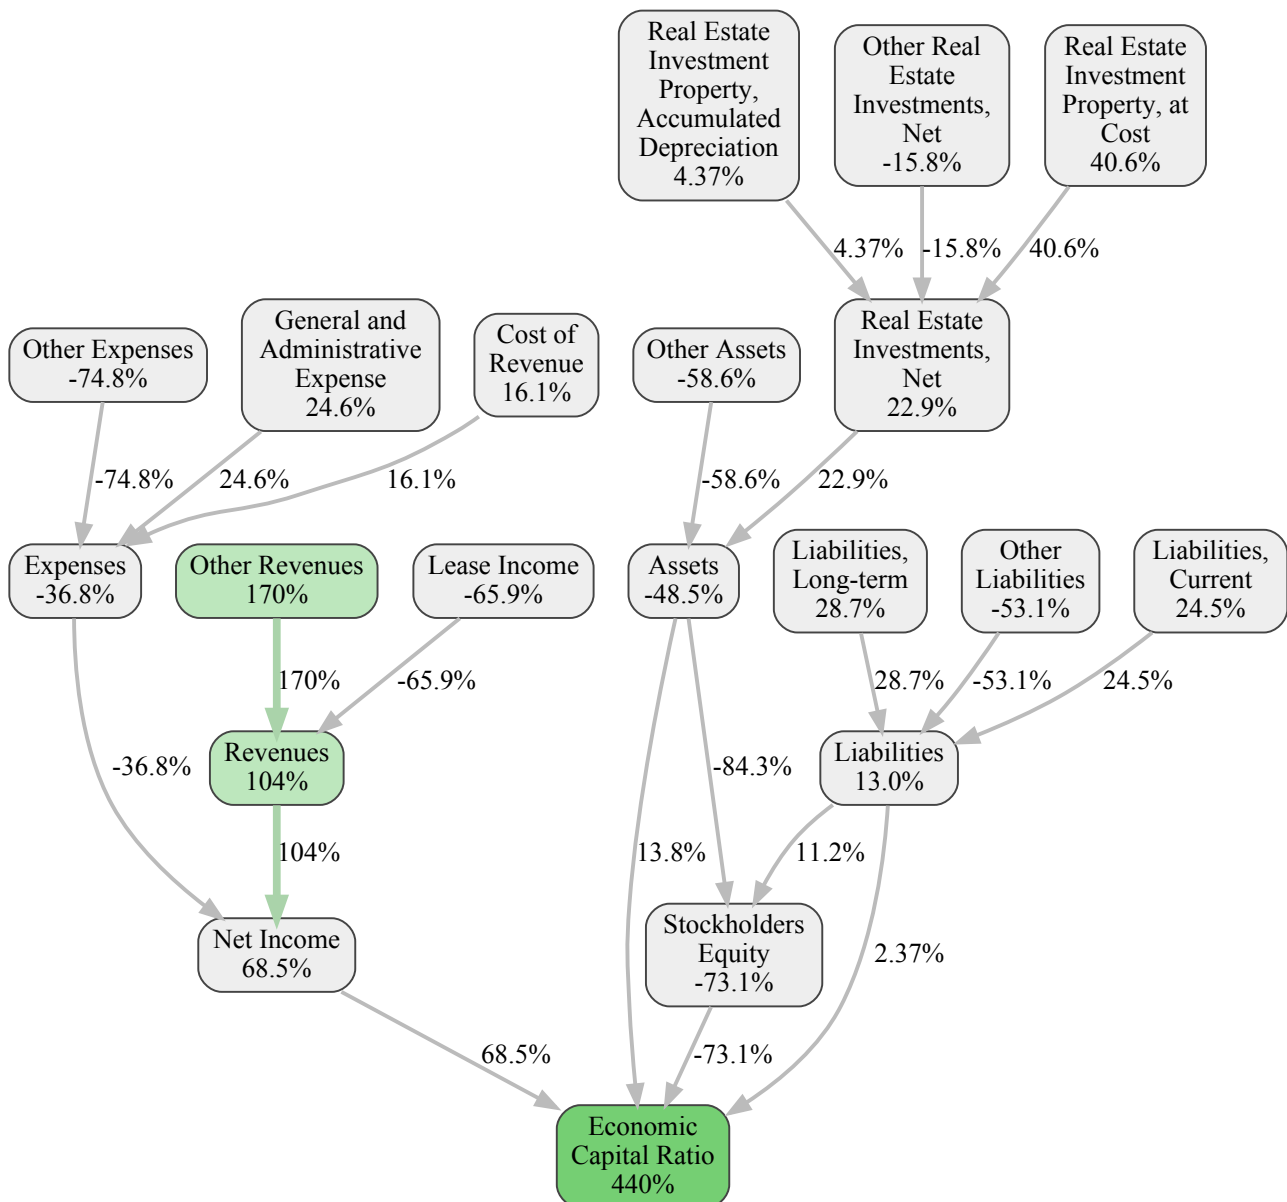 Real Estate
Investment
Property,
Accumulated
Depreciation
4.37%
Other Real
Estate
Investments,
Net
-15.8%
Real Estate
Investment
Property, at
Cost
40.6%
4.37%
-15.8%
40.6%
Other Expenses
-74.8%
General and
Administrative
Expense
24.6%
Cost of
Revenue
16.1%
Other Assets
-58.6%
Real Estate
Investments,
Net
22.9%
-74.8%
24.6%
16.1%
-58.6%
22.9%
Expenses
-36.8%
Other Revenues
170%
Lease Income
-65.9%
Assets
-48.5%
Liabilities,
Long-term
28.7%
Other
Liabilities
-53.1%
Liabilities,
Current
24.5%
170%
-65.9%
28.7%
-53.1%
24.5%
-36.8%
Revenues
104%
-84.3%
Liabilities
13.0%
104%
13.8%
11.2%
Net Income
68.5%
Stockholders
Equity
-73.1%
2.37%
68.5%
-73.1%
Economic
Capital Ratio
440%